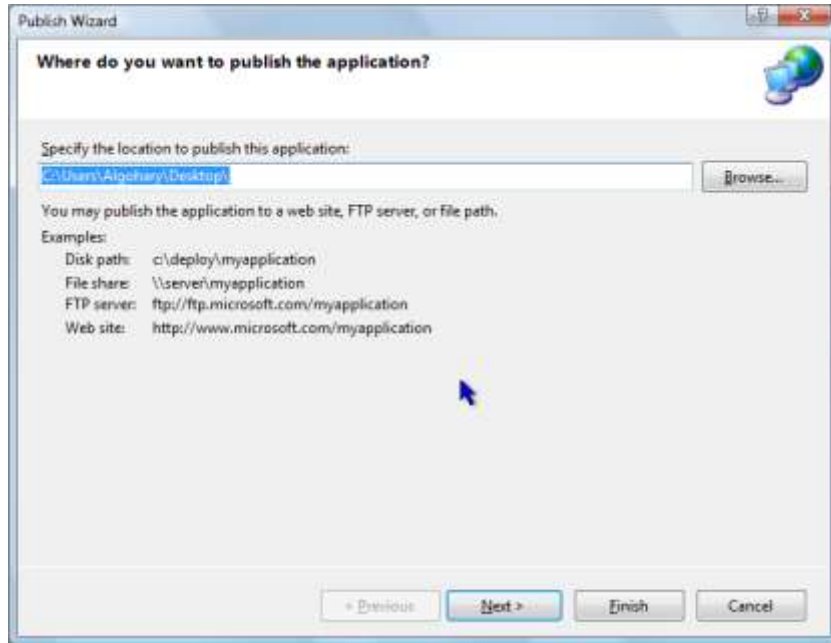 Publish Wizard
Where do you want to publish the application?
Specify the location to publish this application:
C:\Users\Algohary\Desktop\
Browse...
You may publish the application to a web site, FTP server, or file path.
Examples:
Disk path: c:\deploy\myapplication
File share: \\server\myapplication
FTP server: ftp://ftp.microsoft.com/myapplication
Web site: http://www.microsoft.com/myapplication
< Previous Next > Finish Cancel